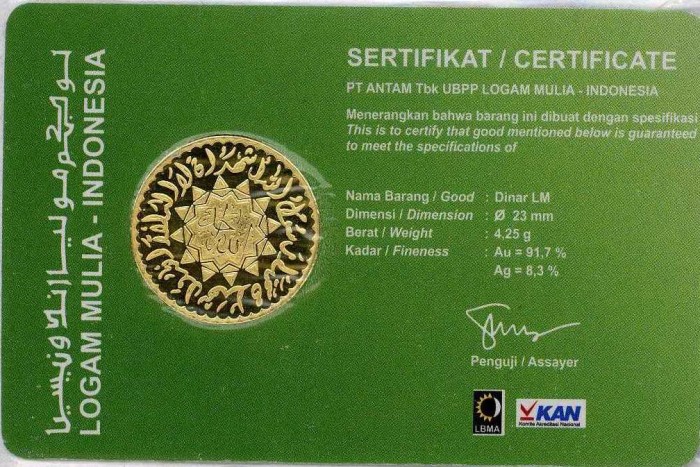 لوڬم موليا - اندونيسيا
LOGAM MULIA - INDONESIA
SERTIFIKAT / CERTIFICATE
PT ANTAM Tbk UBPP LOGAM MULIA - INDONESIA
Menerangkan bahwa barang ini dibuat dengan spesifikasi
This is to certify that good mentioned below is guaranteed
to meet the specifications of
Nama Barang / Good : Dinar LM
Dimensi / Dimension : Ø 23 mm
Berat / Weight : 4,25 g
Kadar / Fineness : Au = 91,7 %
Ag = 8,3 %
Penguji / Assayer
LBMA
KAN
Komite Akreditasi Nasional